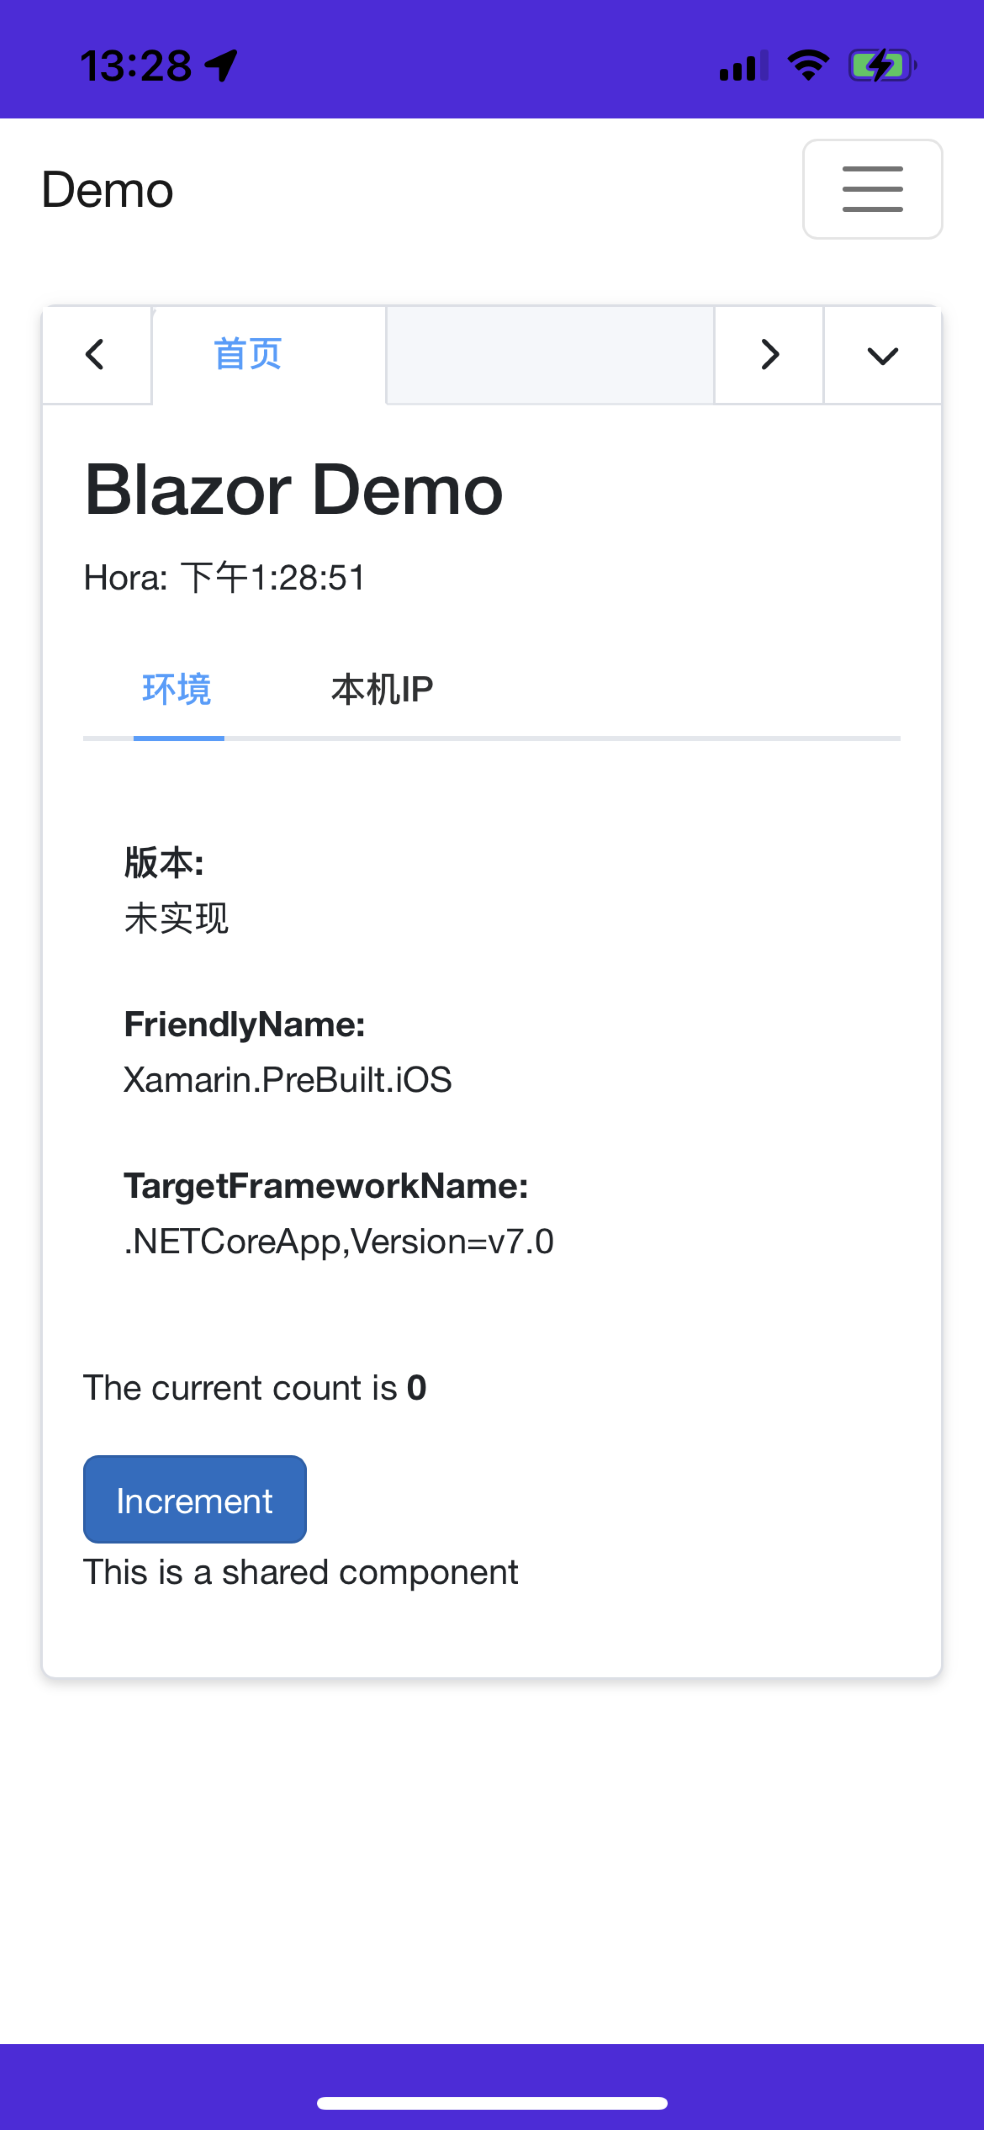 13:28
Demo
首页
Blazor Demo
Hora: 下午1:28:51
环境 本机IP
版本:
未实现
FriendlyName:
Xamarin.PreBuilt.iOS
TargetFrameworkName:
.NETCoreApp,Version=v7.0
The current count is 0
Increment
This is a shared component